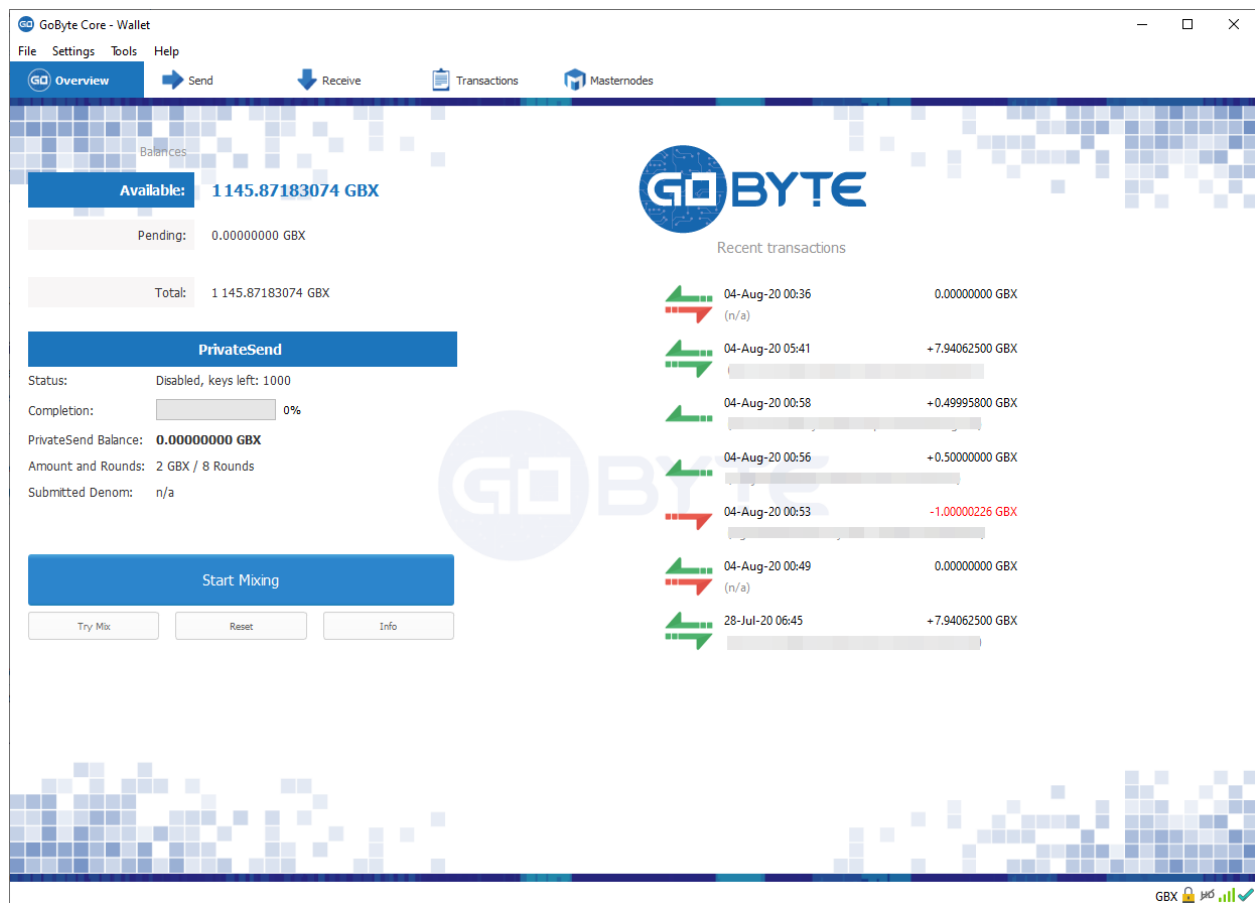 GoByte Core - Wallet
File Settings Tools Help
GO Overview Send Receive Transactions Masternodes
Balances
Available: 1 145.87183074 GBX
Pending: 0.00000000 GBX
Total: 1 145.87183074 GBX
PrivateSend
Status: Disabled, keys left: 1000
Completion: 0%
PrivateSend Balance: 0.00000000 GBX
Amount and Rounds: 2 GBX / 8 Rounds
Submitted Denom: n/a
Start Mixing
Try Mix Reset Info
GOBYTE
Recent transactions
04-Aug-20 00:36 0.00000000 GBX
(n/a)
04-Aug-20 05:41 +7.94062500 GBX
04-Aug-20 00:58 +0.49995800 GBX
04-Aug-20 00:56 +0.50000000 GBX
04-Aug-20 00:53 -1.00000226 GBX
04-Aug-20 00:49 0.00000000 GBX
(n/a)
28-Jul-20 06:45 +7.94062500 GBX
GOBYTE
GBX HD